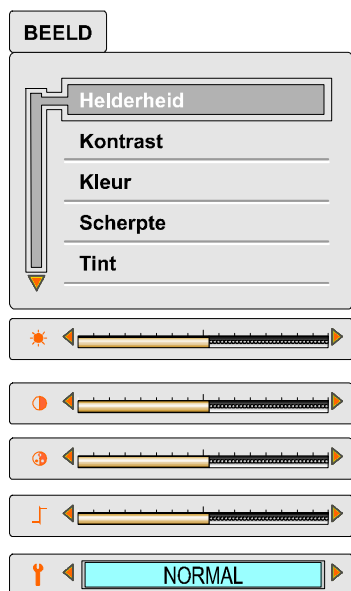 BEELD
Helderheid
Kontrast
Kleur
Scherpte
Tint
NORMAL